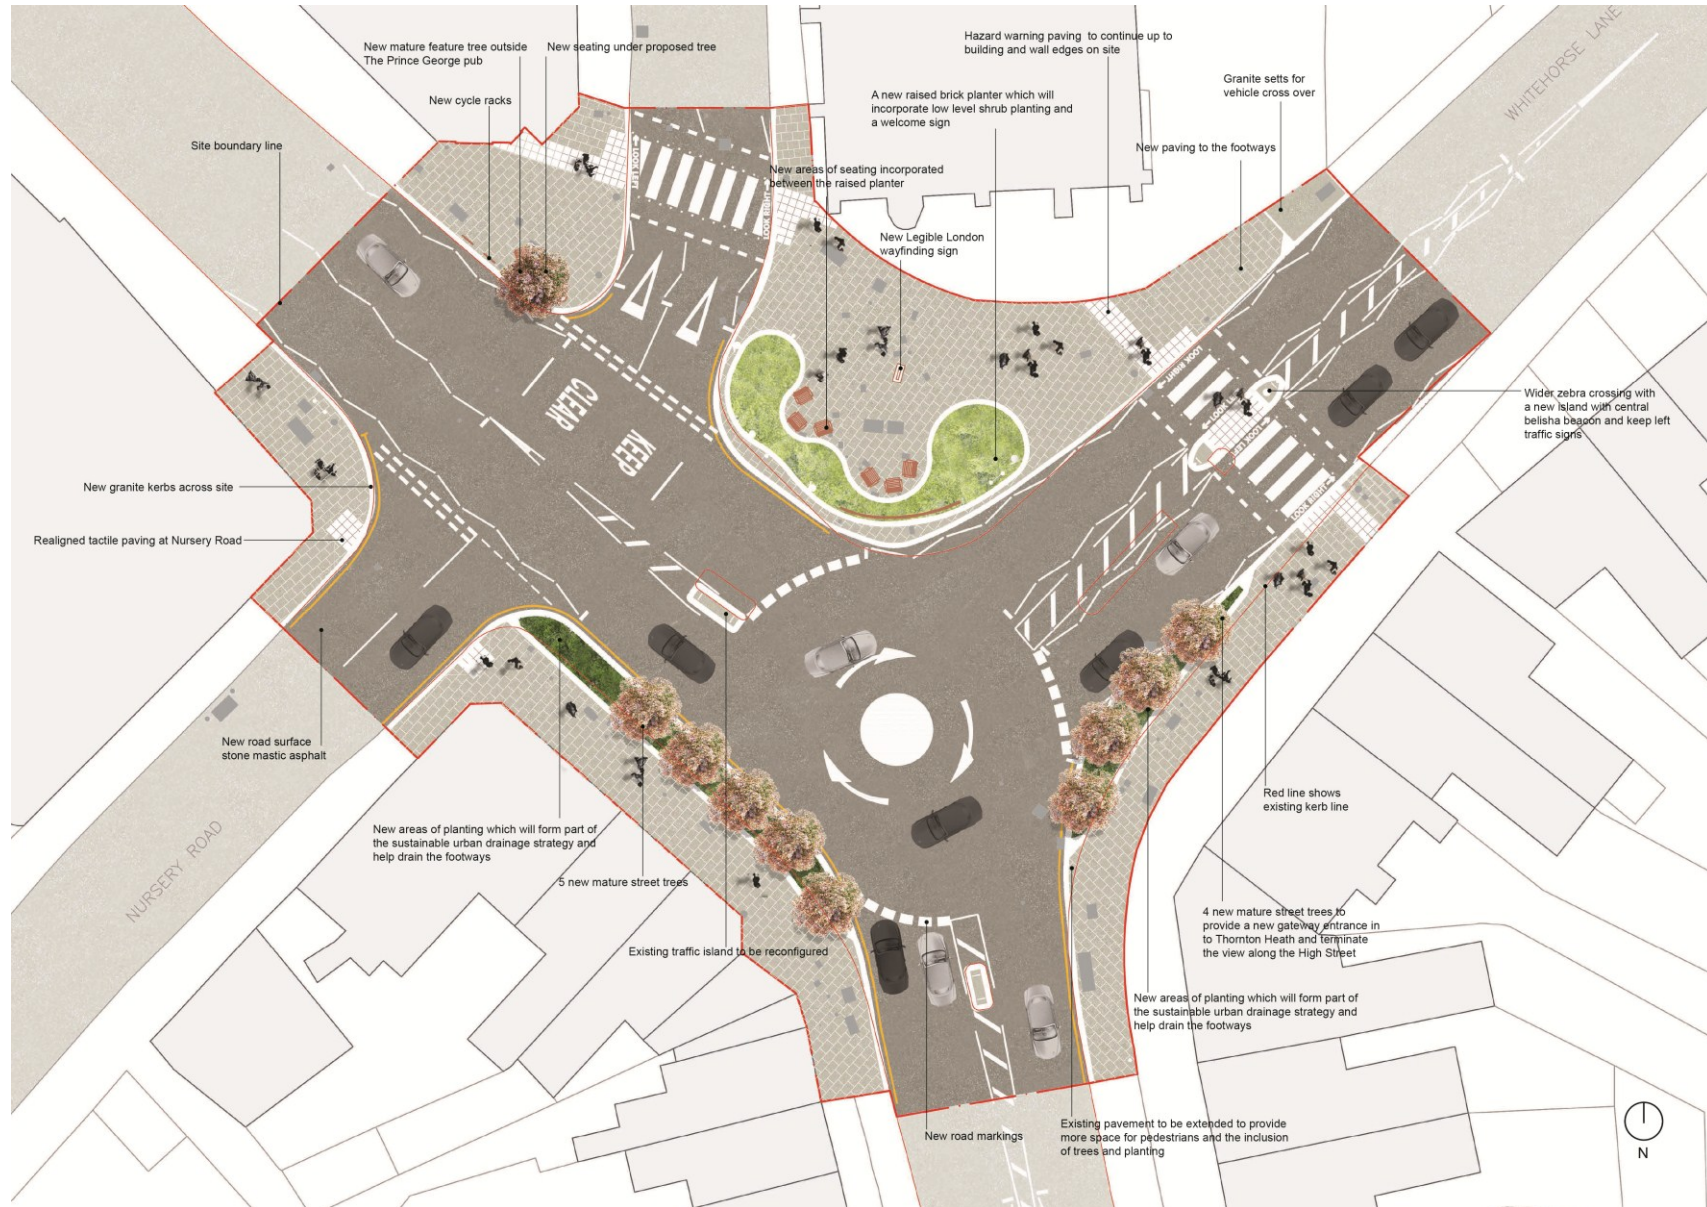 New mature feature tree outside
The Prince George pub
New seating under proposed tree
Hazard warning paving to continue up to
building and wall edges on site
WHITEHORSE LANE
Granite setts for
vehicle cross over
New cycle racks
A new raised brick planter which will
incorporate low level shrub planting and
a welcome sign
Site boundary line
New paving to the footways
LOOK LEFT
New areas of seating incorporated
between the raised planter
LOOK RIGHT
New Legible London
wayfinding sign
LOOK RIGHT
LOOK LEFT
LOOK LEFT
LOOK RIGHT
Wider zebra crossing with
a new island with central
belisha beacon and keep left
traffic signs
CLEAR
KEEP
New granite kerbs across site
Realigned tactile paving at Nursery Road
New road surface
stone mastic asphalt
NURSERY ROAD
Red line shows
existing kerb line
New areas of planting which will form part of
the sustainable urban drainage strategy and
help drain the footways
5 new mature street trees
Existing traffic island to be reconfigured
4 new mature street trees to
provide a new gateway entrance in
to Thornton Heath and terminate
the view along the High Street
New areas of planting which will form part of
the sustainable urban drainage strategy and
help drain the footways
New road markings
Existing pavement to be extended to provide
more space for pedestrians and the inclusion
of trees and planting
N